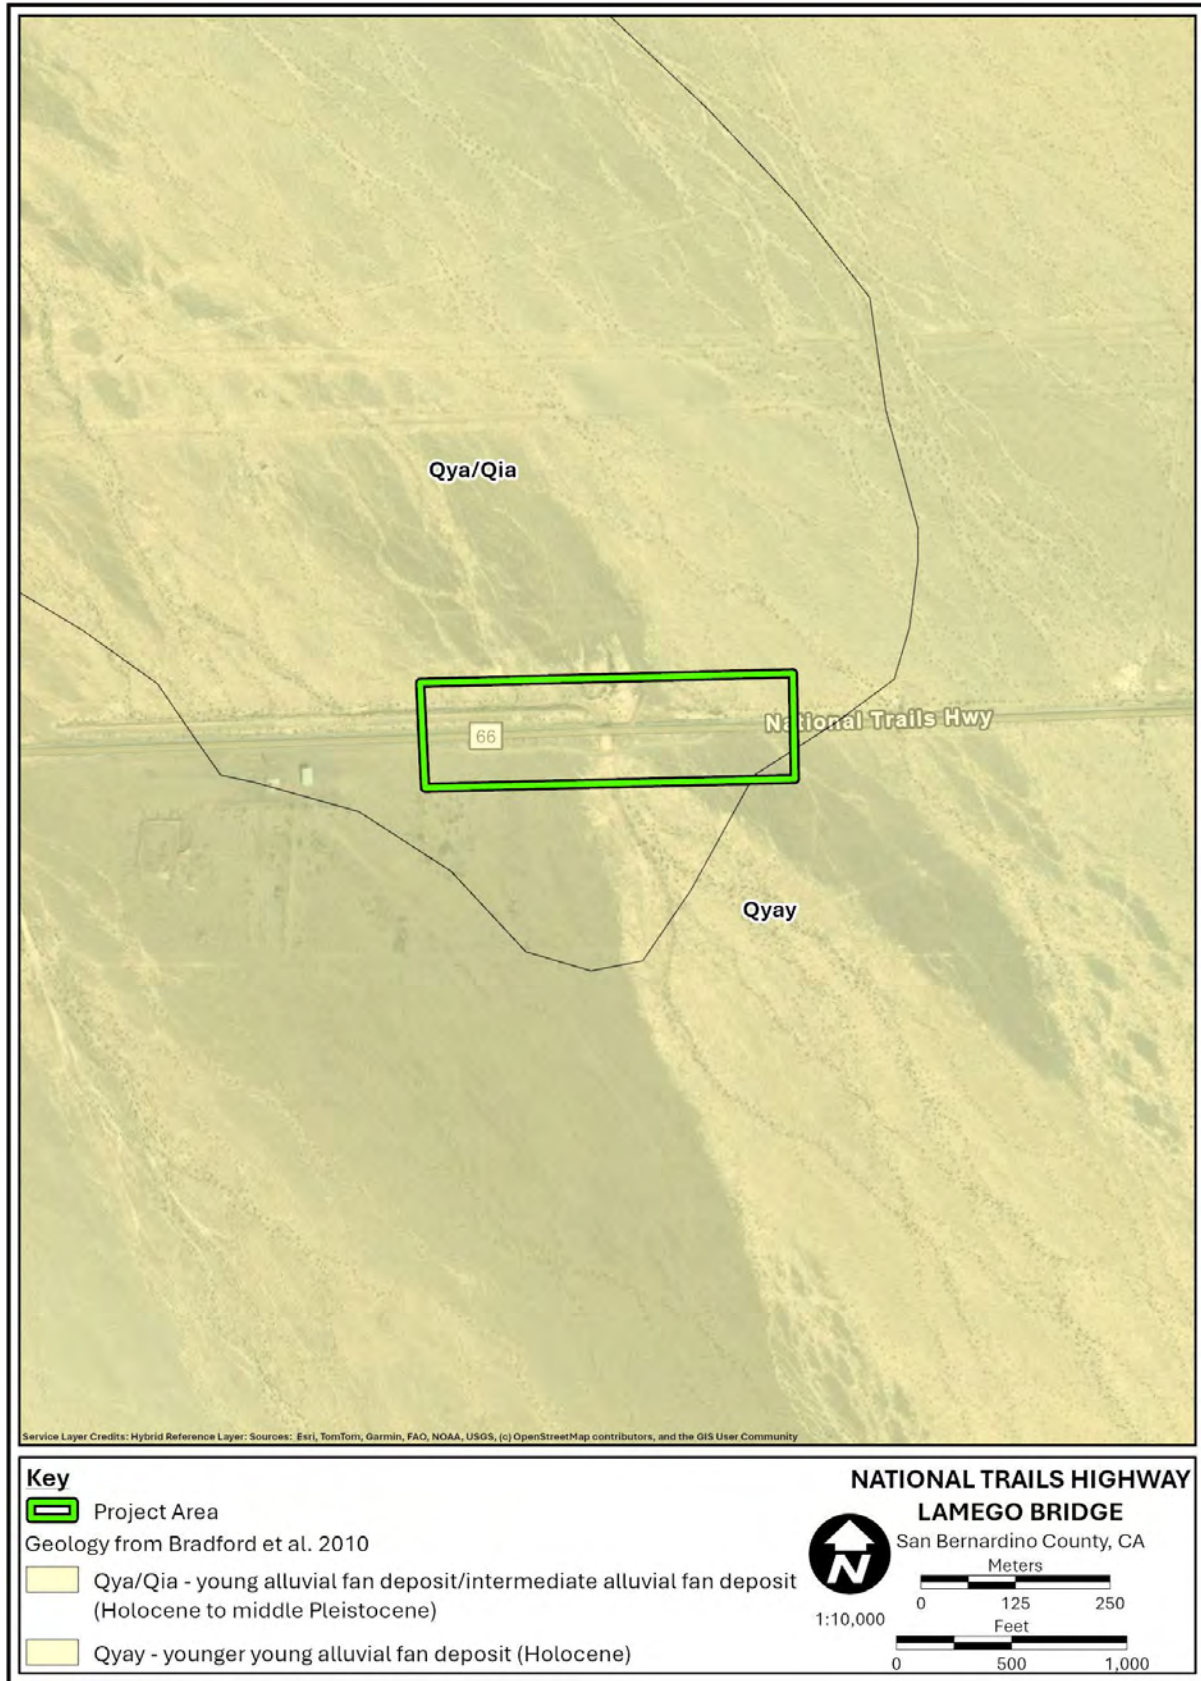 Qya/Qia
66
National Trails Hwy
Qyay
Service Layer Credits: Hybrid Reference Layer: Sources: Esri, TomTom, Garmin, FAO, NOAA, USGS, (c) OpenStreetMap contributors, and the GIS User Community
Key
Project Area
Geology from Bradford et al. 2010
Qya/Qia - young alluvial fan deposit/intermediate alluvial fan deposit
(Holocene to middle Pleistocene)
Qyay - younger young alluvial fan deposit (Holocene)
NATIONAL TRAILS HIGHWAY
LAMEGO BRIDGE
San Bernardino County, CA
N
1:10,000
Meters
0 125 250
Feet
0 500 1,000